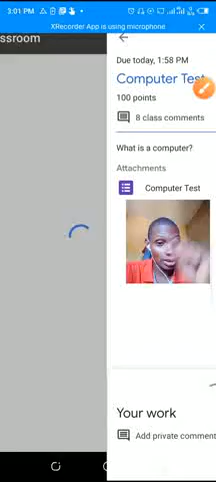 3:01 PM
XRecorder App is using microphone
ssroom
Due today, 1:58 PM
Computer Test
100 points
8 class comments
What is a computer?
Attachments
Computer Test
Your work
Add private comment